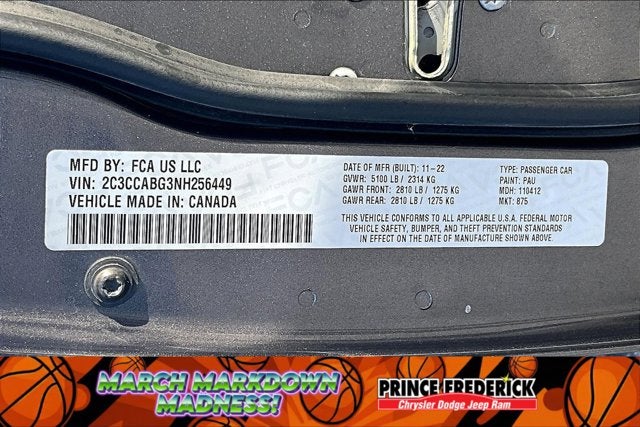 MFD BY: FCA US LLC
VIN: 2C3CCABG3NH256449
VEHICLE MADE IN: CANADA
DATE OF MFR (BUILT): 11-22
GVWR: 5100 LB / 2314 KG
GAWR FRONT: 2810 LB / 1275 KG
GAWR REAR: 2810 LB / 1275 KG
TYPE: PASSENGER CAR
PAINT: PAU
MDH: 110412
MKT: 875
THIS VEHICLE CONFORMS TO ALL APPLICABLE U.S.A. FEDERAL MOTOR
VEHICLE SAFETY, BUMPER, AND THEFT PREVENTION STANDARDS
IN EFFECT ON THE DATE OF MANUFACTURE SHOWN ABOVE.
MARCH MARKDOWN
MADNESS!
PRINCE FREDERICK
Chrysler Dodge Jeep Ram